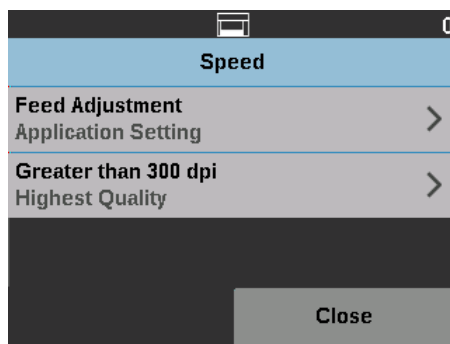 Speed
Feed Adjustment
Application Setting
Greater than 300 dpi
Highest Quality
Close